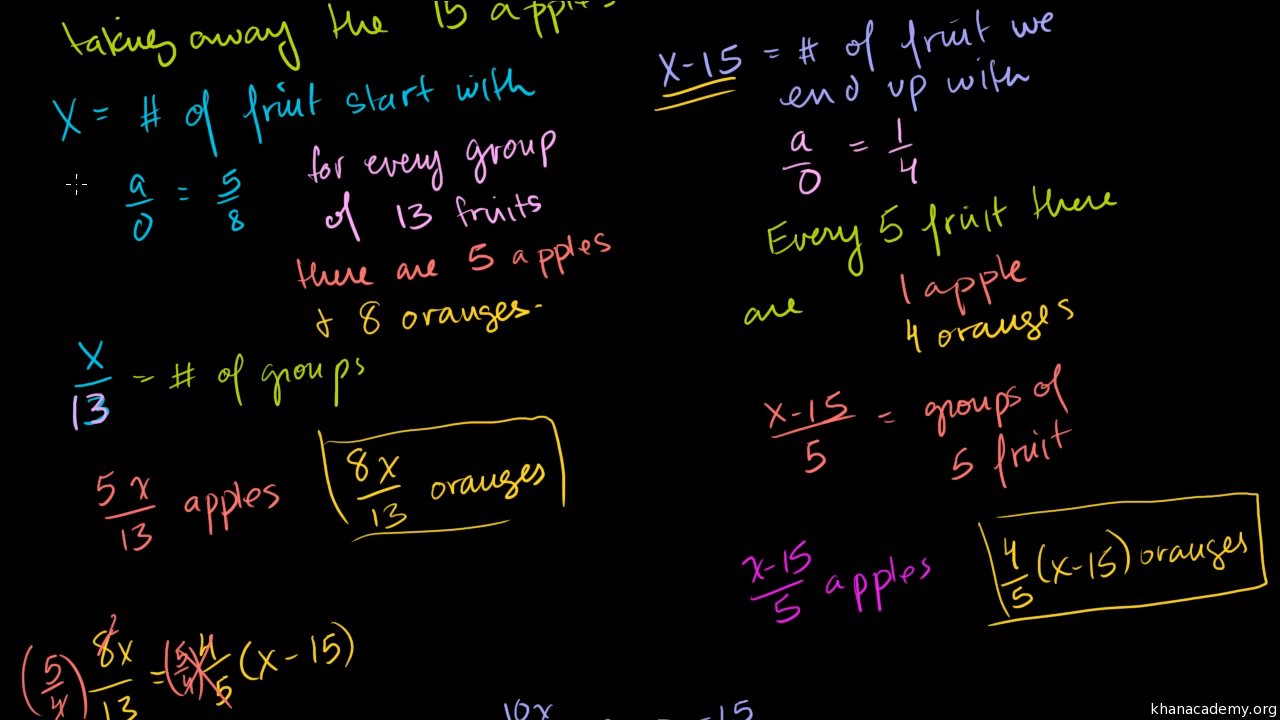 taking away the 15 apples
X = # of fruit start with
a/o = 5/8
for every group
of 13 fruits
there are 5 apples
+ 8 oranges.
x/13 = # of groups
5x/13 apples
8x/13 oranges
(5/4) 8x/13 = (5/4) 4/5 (x - 15)
2
x-15 = # of fruit we
end up with
a/o = 1/4
Every 5 fruit there
are
1 apple
4 oranges
x-15/5 = groups of
5 fruit
x-15/5 apples
4/5 (x-15) oranges
10x
-15
khanacademy.org